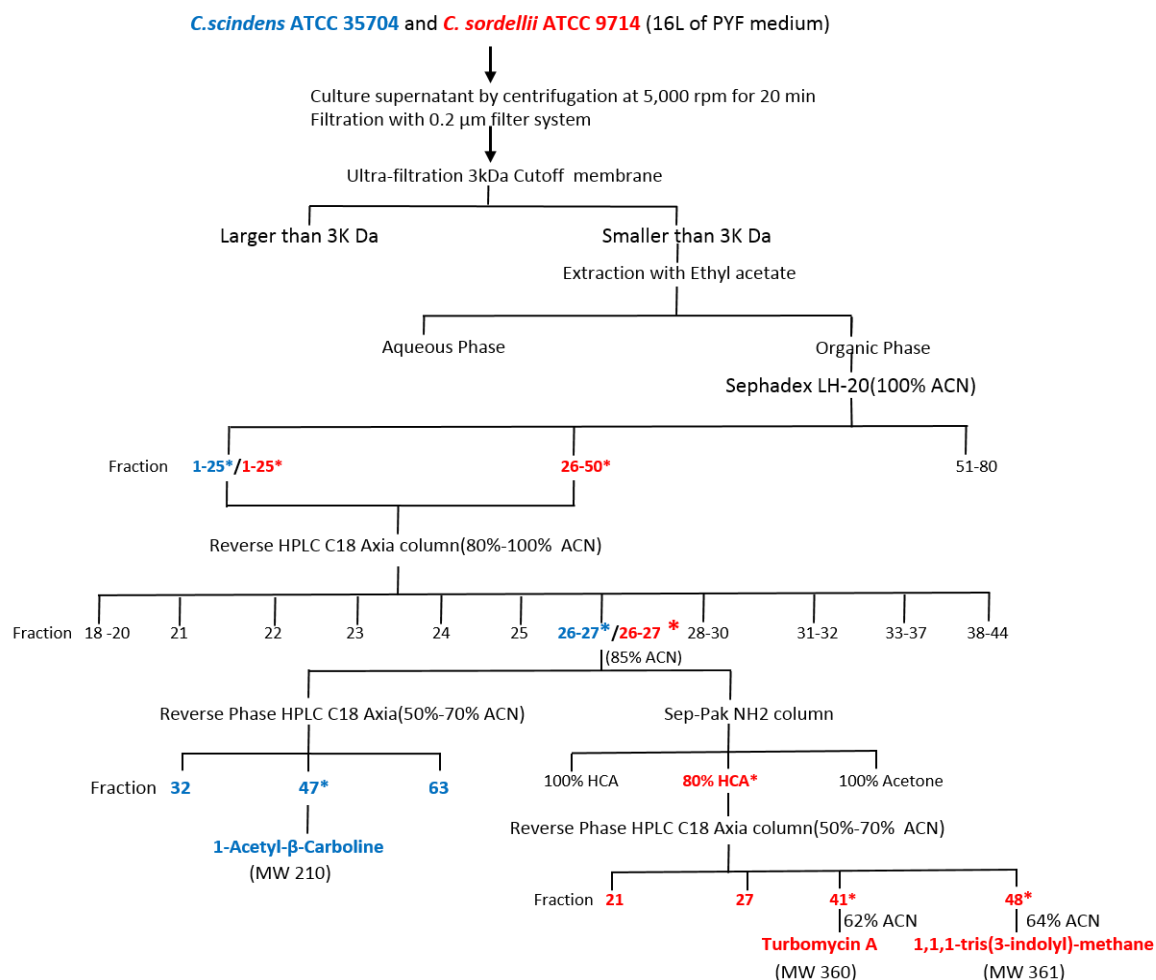 C.scindens ATCC 35704 and C. sordellii ATCC 9714 (16L of PYF medium)
Culture supernatant by centrifugation at 5,000 rpm for 20 min
Filtration with 0.2 µm filter system
Ultra-filtration 3kDa Cutoff membrane
Larger than 3K Da
Smaller than 3K Da
Extraction with Ethyl acetate
Aqueous Phase
Organic Phase
Sephadex LH-20(100% ACN)
Fraction 1-25*/1-25* 26-50* 51-80
Reverse HPLC C18 Axia column(80%-100% ACN)
Fraction 18 -20 21 22 23 24 25 26-27*/26-27 * 28-30 31-32 33-37 38-44
(85% ACN)
Reverse Phase HPLC C18 Axia(50%-70% ACN)
Sep-Pak NH2 column
Fraction 32 47* 63
100% HCA 80% HCA* 100% Acetone
1-Acetyl-β-Carboline
(MW 210)
Reverse Phase HPLC C18 Axia column(50%-70% ACN)
Fraction 21 27 41* 48*
62% ACN 64% ACN
Turbomycin A 1,1,1-tris(3-indolyl)-methane
(MW 360) (MW 361)